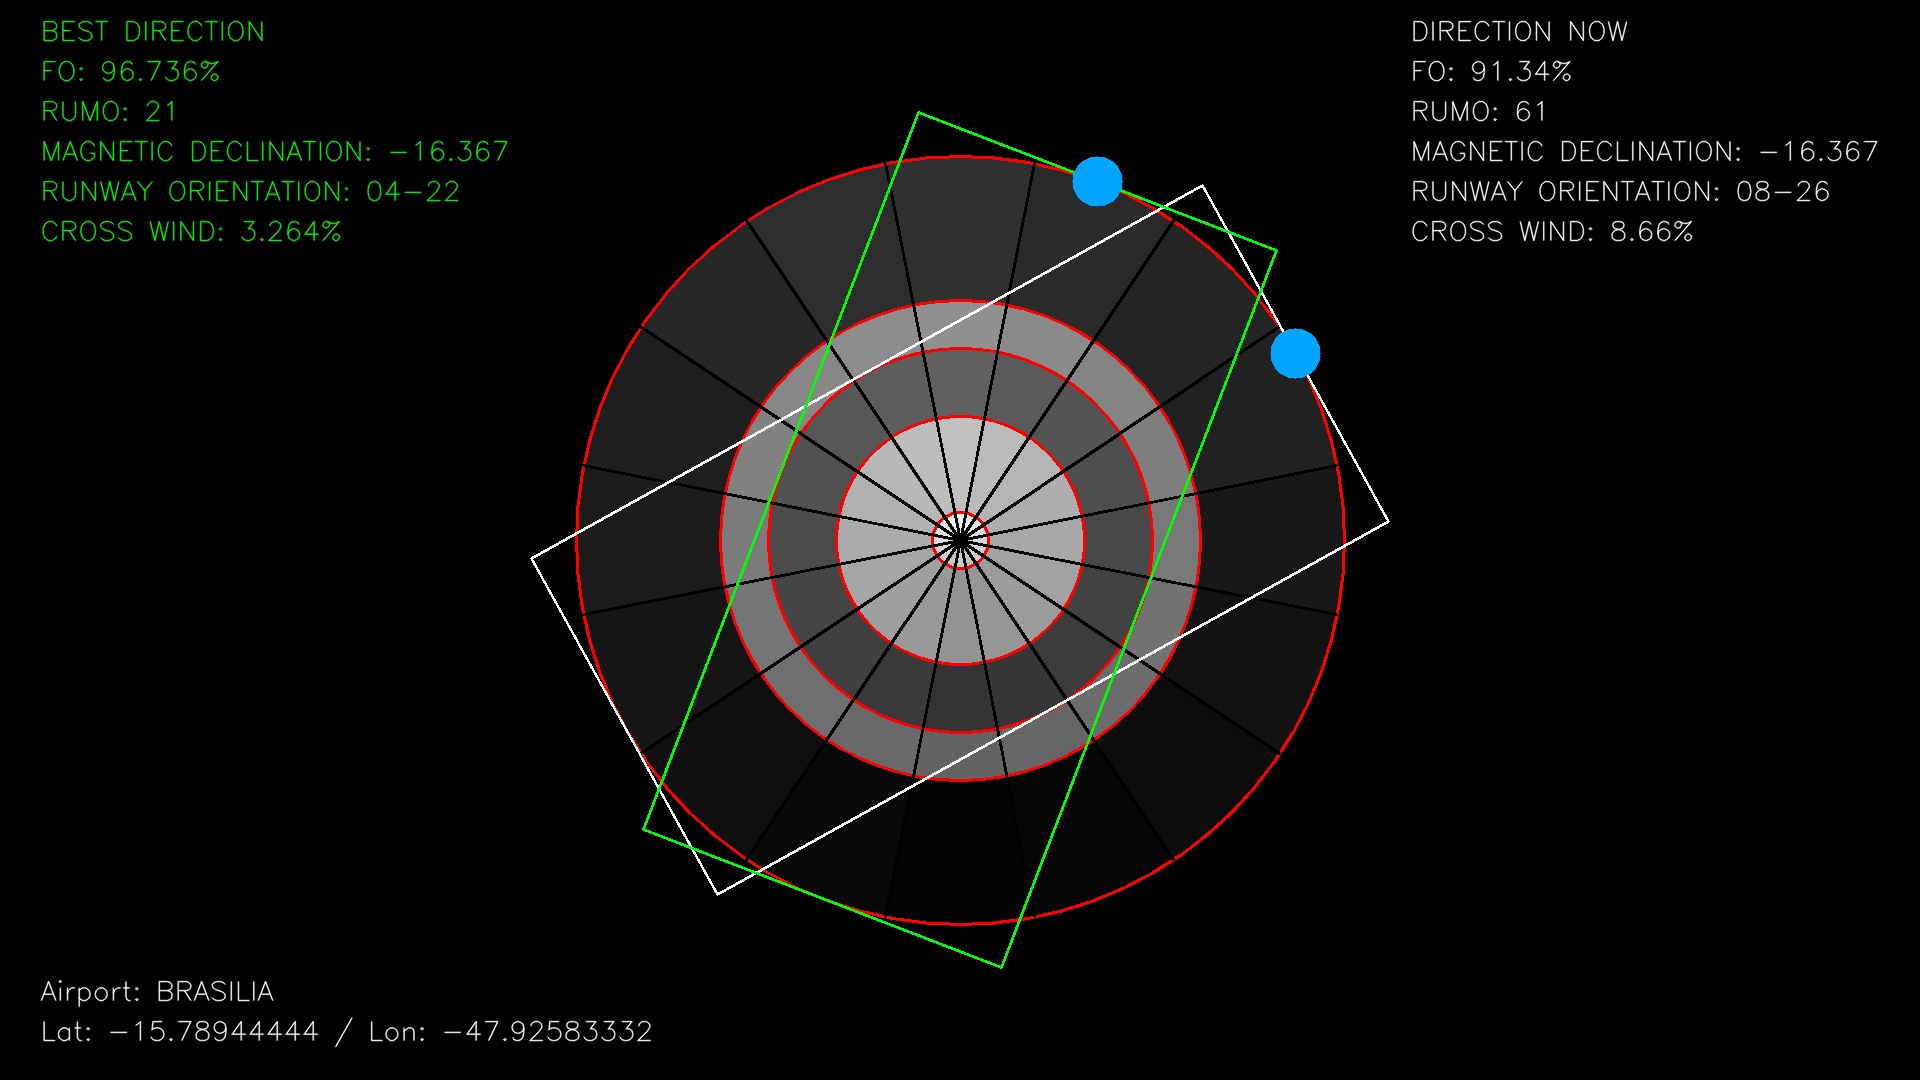 BEST DIRECTION
FO: 96.736%
RUMO: 21
MAGNETIC DECLINATION: -16.367
RUNWAY ORIENTATION: 04-22
CROSS WIND: 3.264%
DIRECTION NOW
FO: 91.34%
RUMO: 61
MAGNETIC DECLINATION: -16.367
RUNWAY ORIENTATION: 08-26
CROSS WIND: 8.66%
Airport: BRASILIA
Lat: -15.78944444 / Lon: -47.92583332